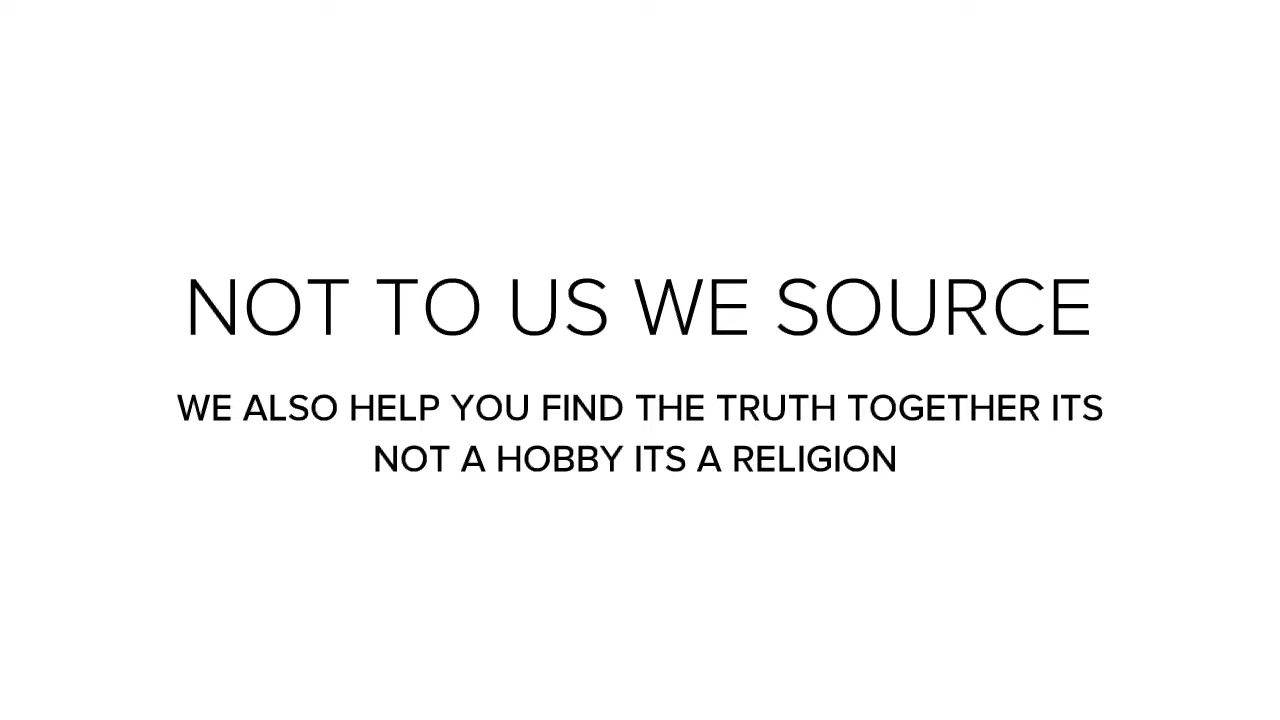 NOT TO US WE SOURCE
WE ALSO HELP YOU FIND THE TRUTH TOGETHER ITS
NOT A HOBBY ITS A RELIGION